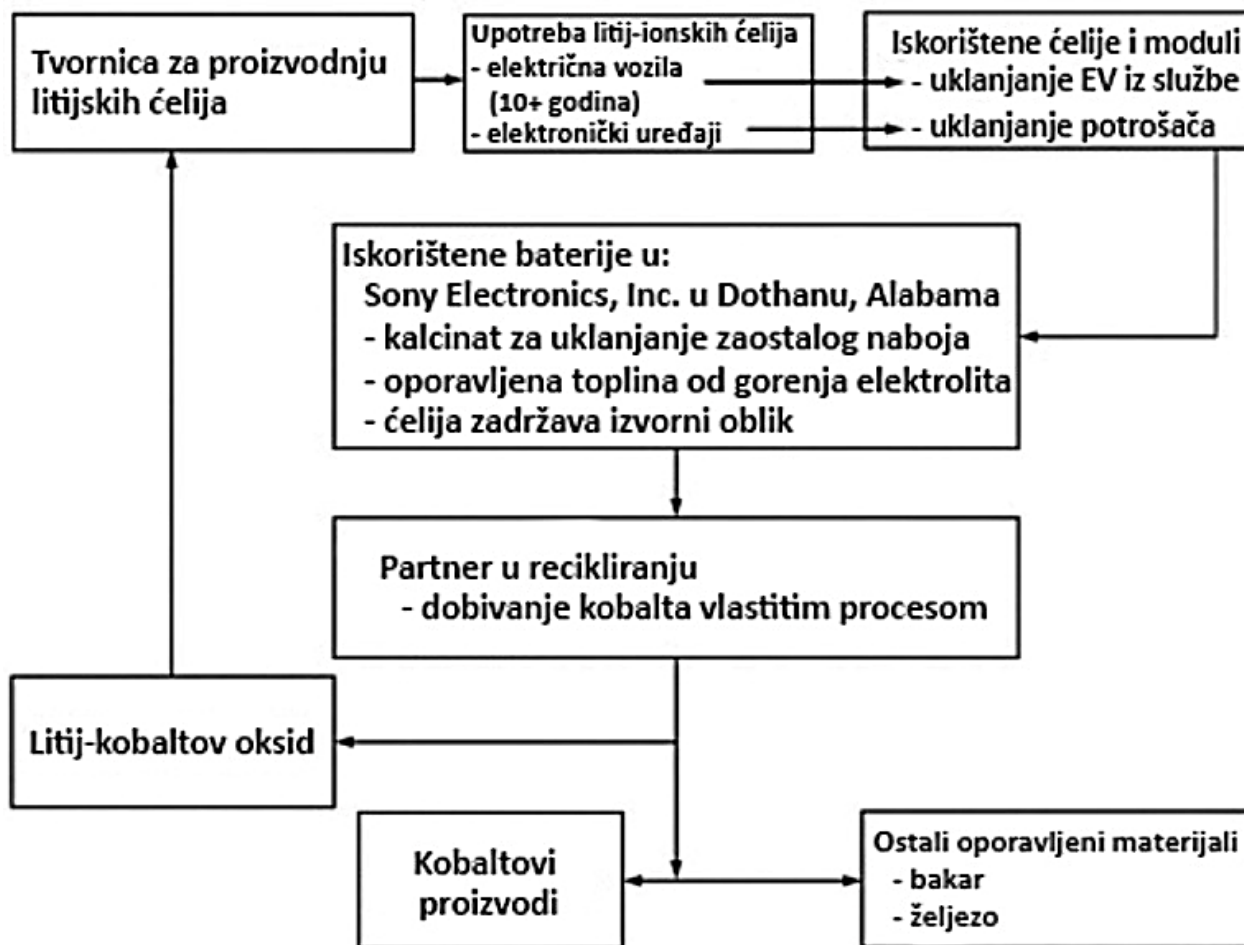 Tvornica za proizvodnju
litijskih ćelija
Upotreba litij-ionskih ćelija
- električna vozila
(10+ godina)
- elektronički uređaji
Iskorištene ćelije i moduli
- uklanjanje EV iz službe
- uklanjanje potrošača
Iskorištene baterije u:
Sony Electronics, Inc. u Dothanu, Alabama
- kalcinat za uklanjanje zaostalog naboja
- oporavljena toplina od gorenja elektrolita
- ćelija zadržava izvorni oblik
Partner u recikliranju
- dobivanje kobalta vlastitim procesom
Litij-kobaltov oksid
Kobaltovi
proizvodi
Ostali oporavljeni materijali
- bakar
- željezo